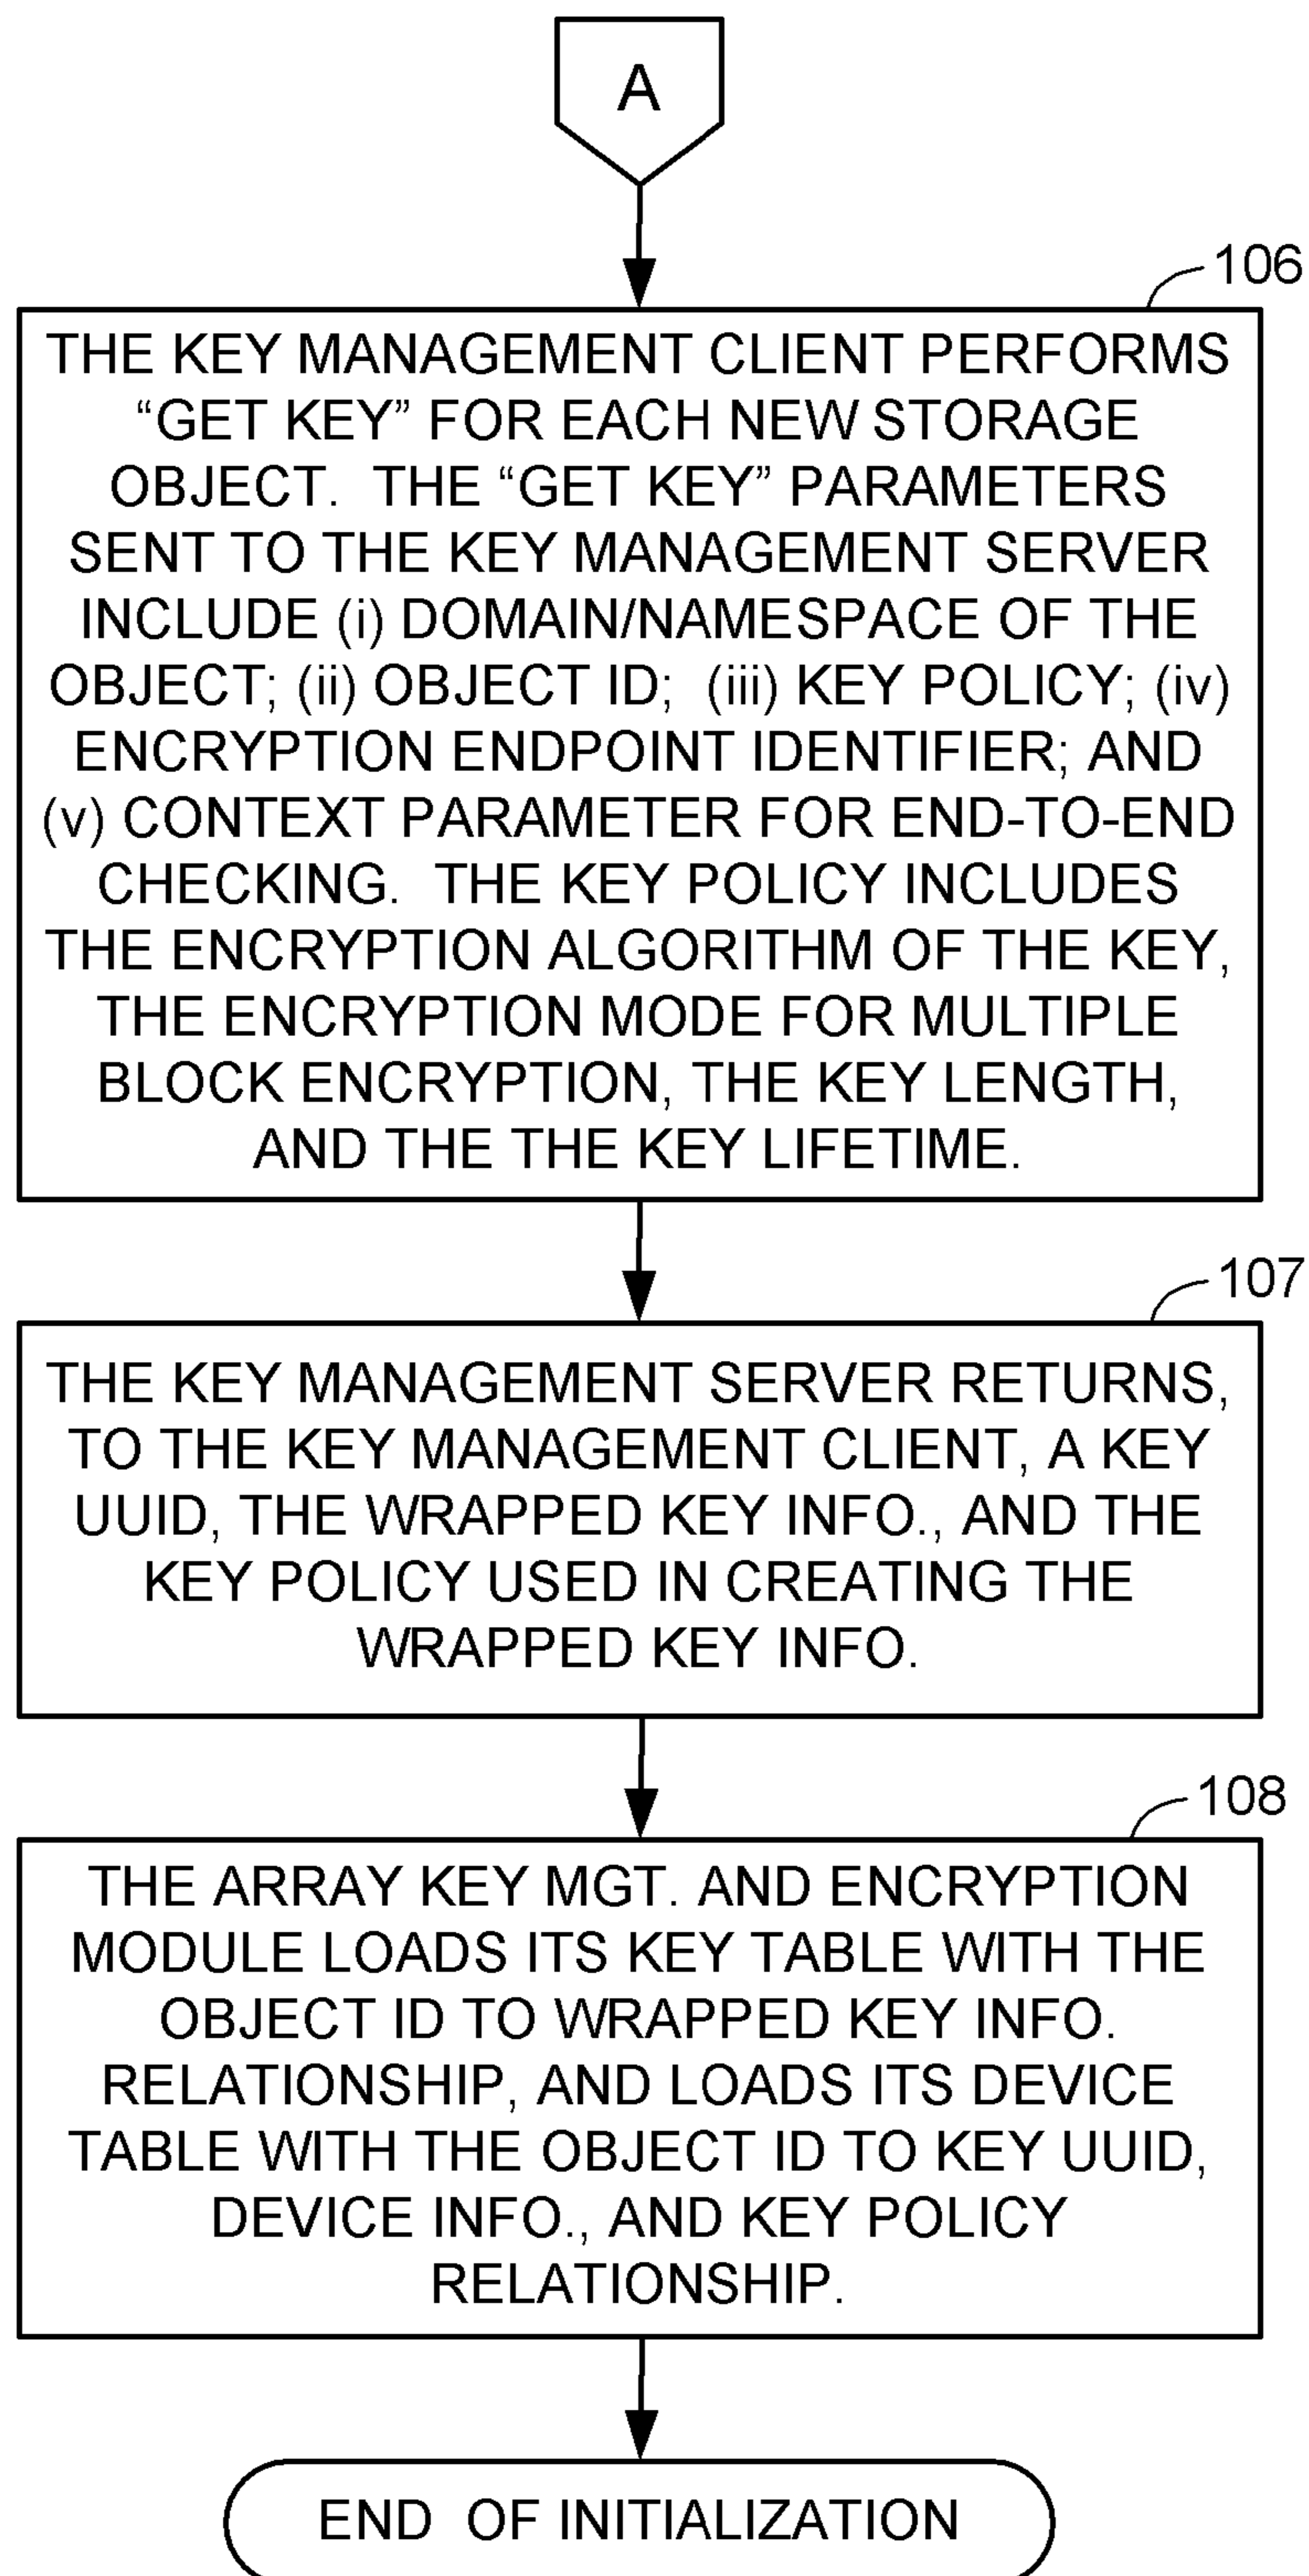 A
106
THE KEY MANAGEMENT CLIENT PERFORMS
“GET KEY” FOR EACH NEW STORAGE
OBJECT. THE “GET KEY” PARAMETERS
SENT TO THE KEY MANAGEMENT SERVER
INCLUDE (i) DOMAIN/NAMESPACE OF THE
OBJECT; (ii) OBJECT ID; (iii) KEY POLICY; (iv)
ENCRYPTION ENDPOINT IDENTIFIER; AND
(v) CONTEXT PARAMETER FOR END-TO-END
CHECKING. THE KEY POLICY INCLUDES
THE ENCRYPTION ALGORITHM OF THE KEY,
THE ENCRYPTION MODE FOR MULTIPLE
BLOCK ENCRYPTION, THE KEY LENGTH,
AND THE THE KEY LIFETIME.
107
THE KEY MANAGEMENT SERVER RETURNS,
TO THE KEY MANAGEMENT CLIENT, A KEY
UUID, THE WRAPPED KEY INFO., AND THE
KEY POLICY USED IN CREATING THE
WRAPPED KEY INFO.
108
THE ARRAY KEY MGT. AND ENCRYPTION
MODULE LOADS ITS KEY TABLE WITH THE
OBJECT ID TO WRAPPED KEY INFO.
RELATIONSHIP, AND LOADS ITS DEVICE
TABLE WITH THE OBJECT ID TO KEY UUID,
DEVICE INFO., AND KEY POLICY
RELATIONSHIP.
END OF INITIALIZATION